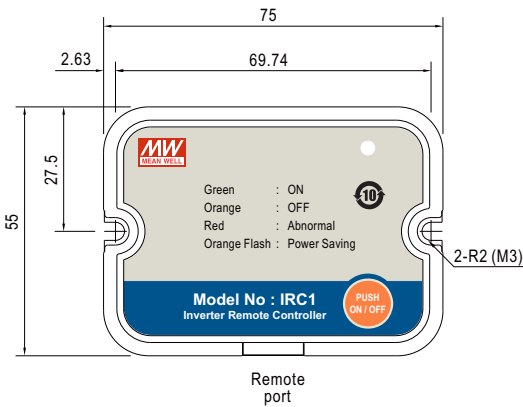 75
2.63
69.74
27.5
55
MW
MEAN WELL
10
Green : ON
Orange : OFF
Red : Abnormal
Orange Flash : Power Saving
2-R2 (M3)
Model No : IRC1
Inverter Remote Controller
PUSH
ON / OFF
Remote
port